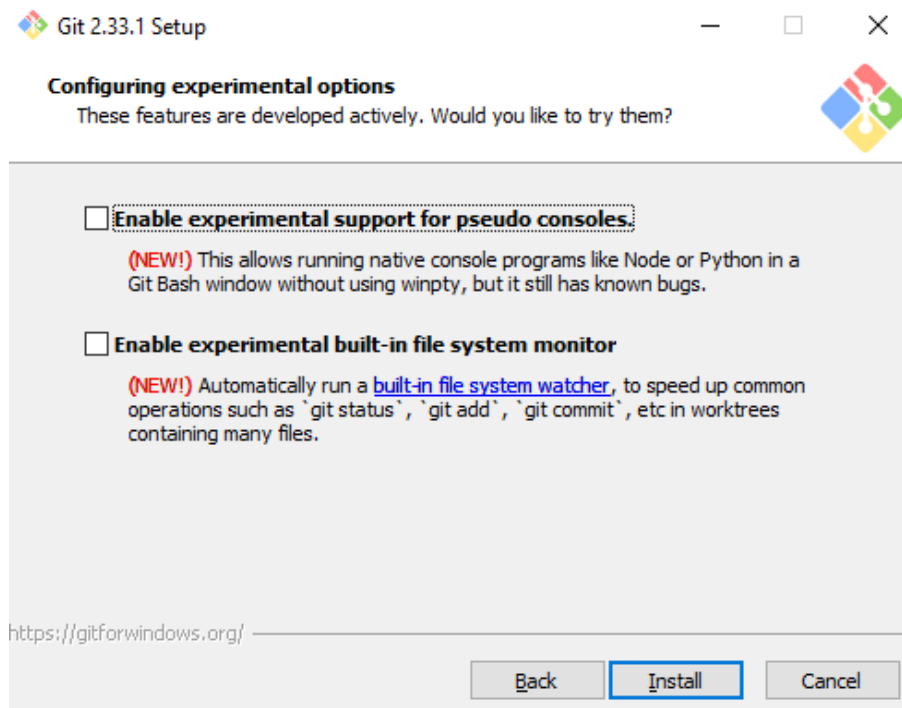 Git 2.33.1 Setup
Configuring experimental options
These features are developed actively. Would you like to try them?
Enable experimental support for pseudo consoles.
(NEW!) This allows running native console programs like Node or Python in a
Git Bash window without using winpty, but it still has known bugs.
Enable experimental built-in file system monitor
(NEW!) Automatically run a built-in file system watcher, to speed up common
operations such as `git status`, `git add`, `git commit`, etc in worktrees
containing many files.
https://gitforwindows.org/
Back
Install
Cancel